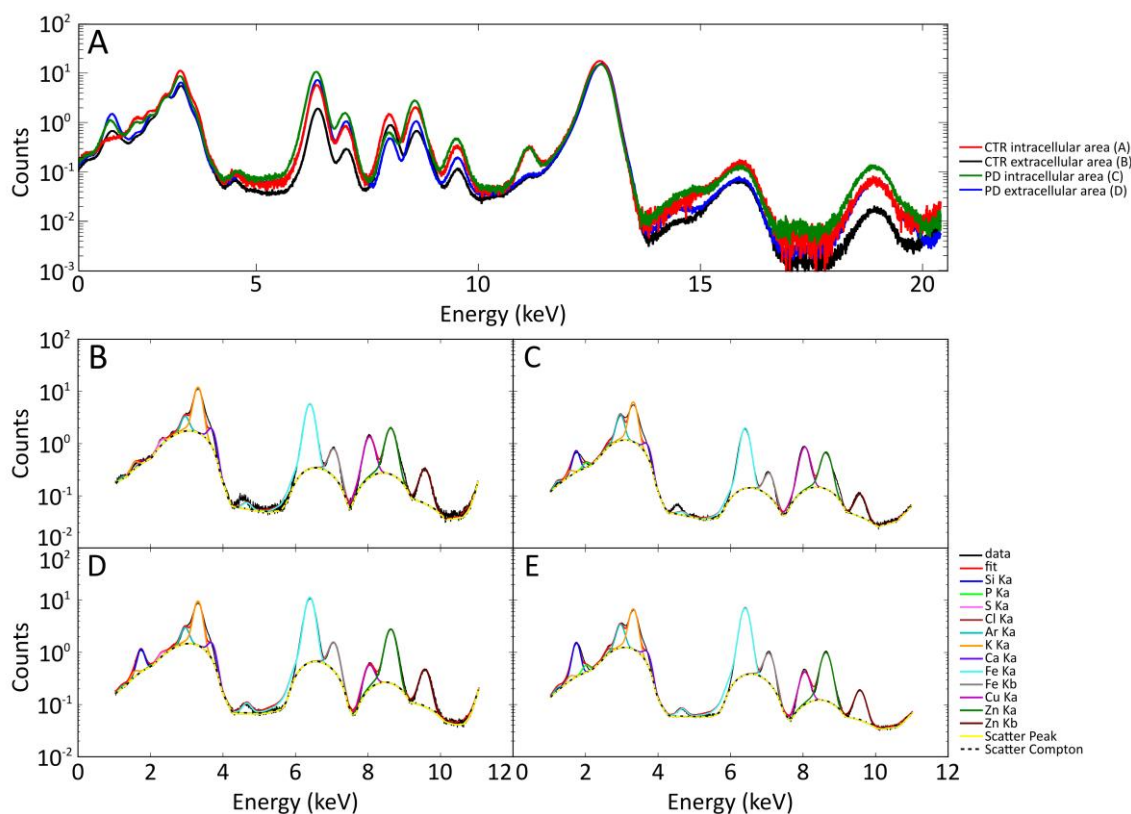 A
10²
10¹
10⁰
10⁻¹
10⁻²
10⁻³
Counts
0
5
10
15
20
Energy (keV)
CTR intracellular area (A)
CTR extracellular area (B)
PD intracellular area (C)
PD extracellular area (D)
B
C
10²
10¹
10⁰
10⁻¹
10⁻²
Counts
D
E
10²
10¹
10⁰
10⁻¹
10⁻²
Counts
0
2
4
6
8
10
12
0
2
4
6
8
10
12
Energy (keV)
Energy (keV)
data
fit
Si Ka
P Ka
S Ka
Cl Ka
Ar Ka
K Ka
Ca Ka
Fe Ka
Fe Kb
Cu Ka
Zn Ka
Zn Kb
Scatter Peak
Scatter Compton